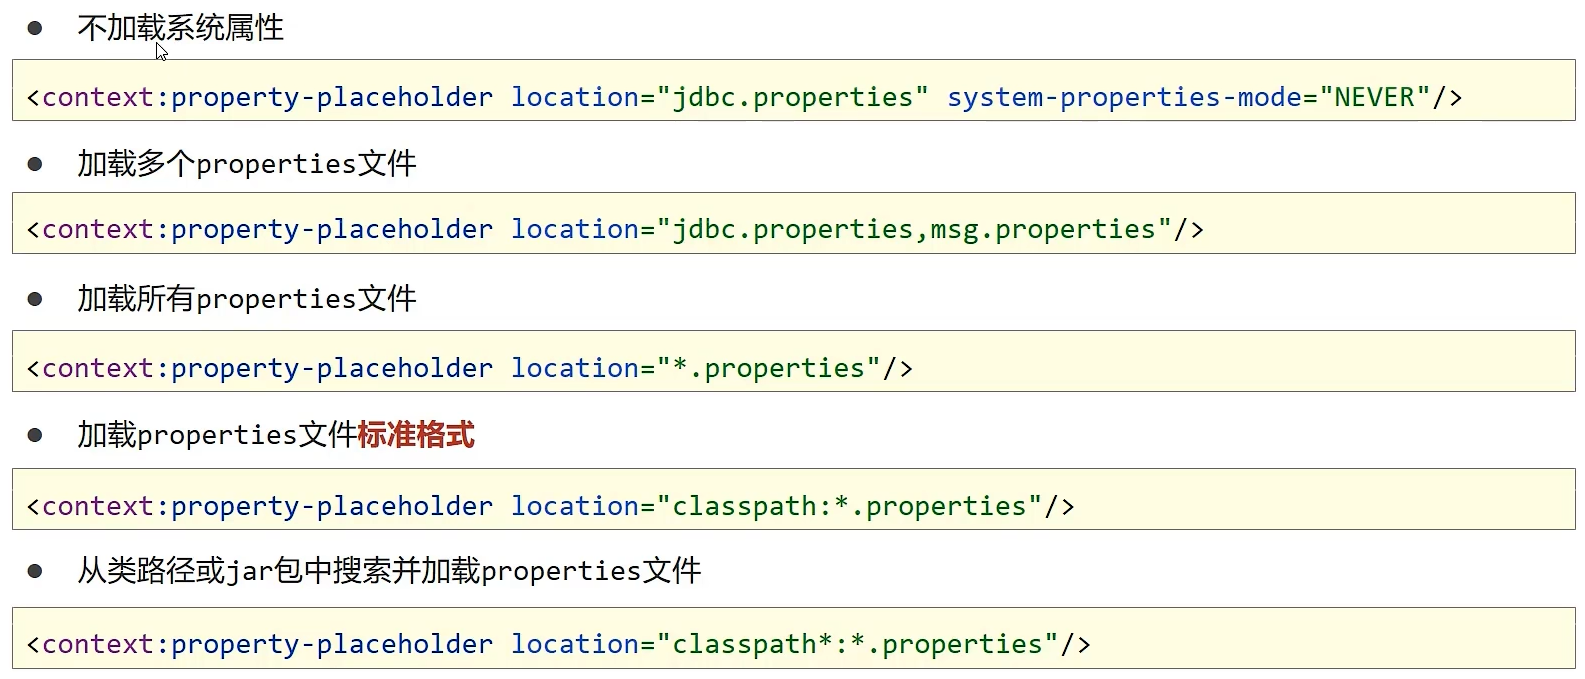 ● 不加载系统属性
<context:property-placeholder location="jdbc.properties" system-properties-mode="NEVER"/>
● 加载多个properties文件
<context:property-placeholder location="jdbc.properties,msg.properties"/>
● 加载所有properties文件
<context:property-placeholder location="*.properties"/>
● 加载properties文件标准格式
<context:property-placeholder location="classpath:*.properties"/>
● 从类路径或jar包中搜索并加载properties文件
<context:property-placeholder location="classpath*:*.properties"/>